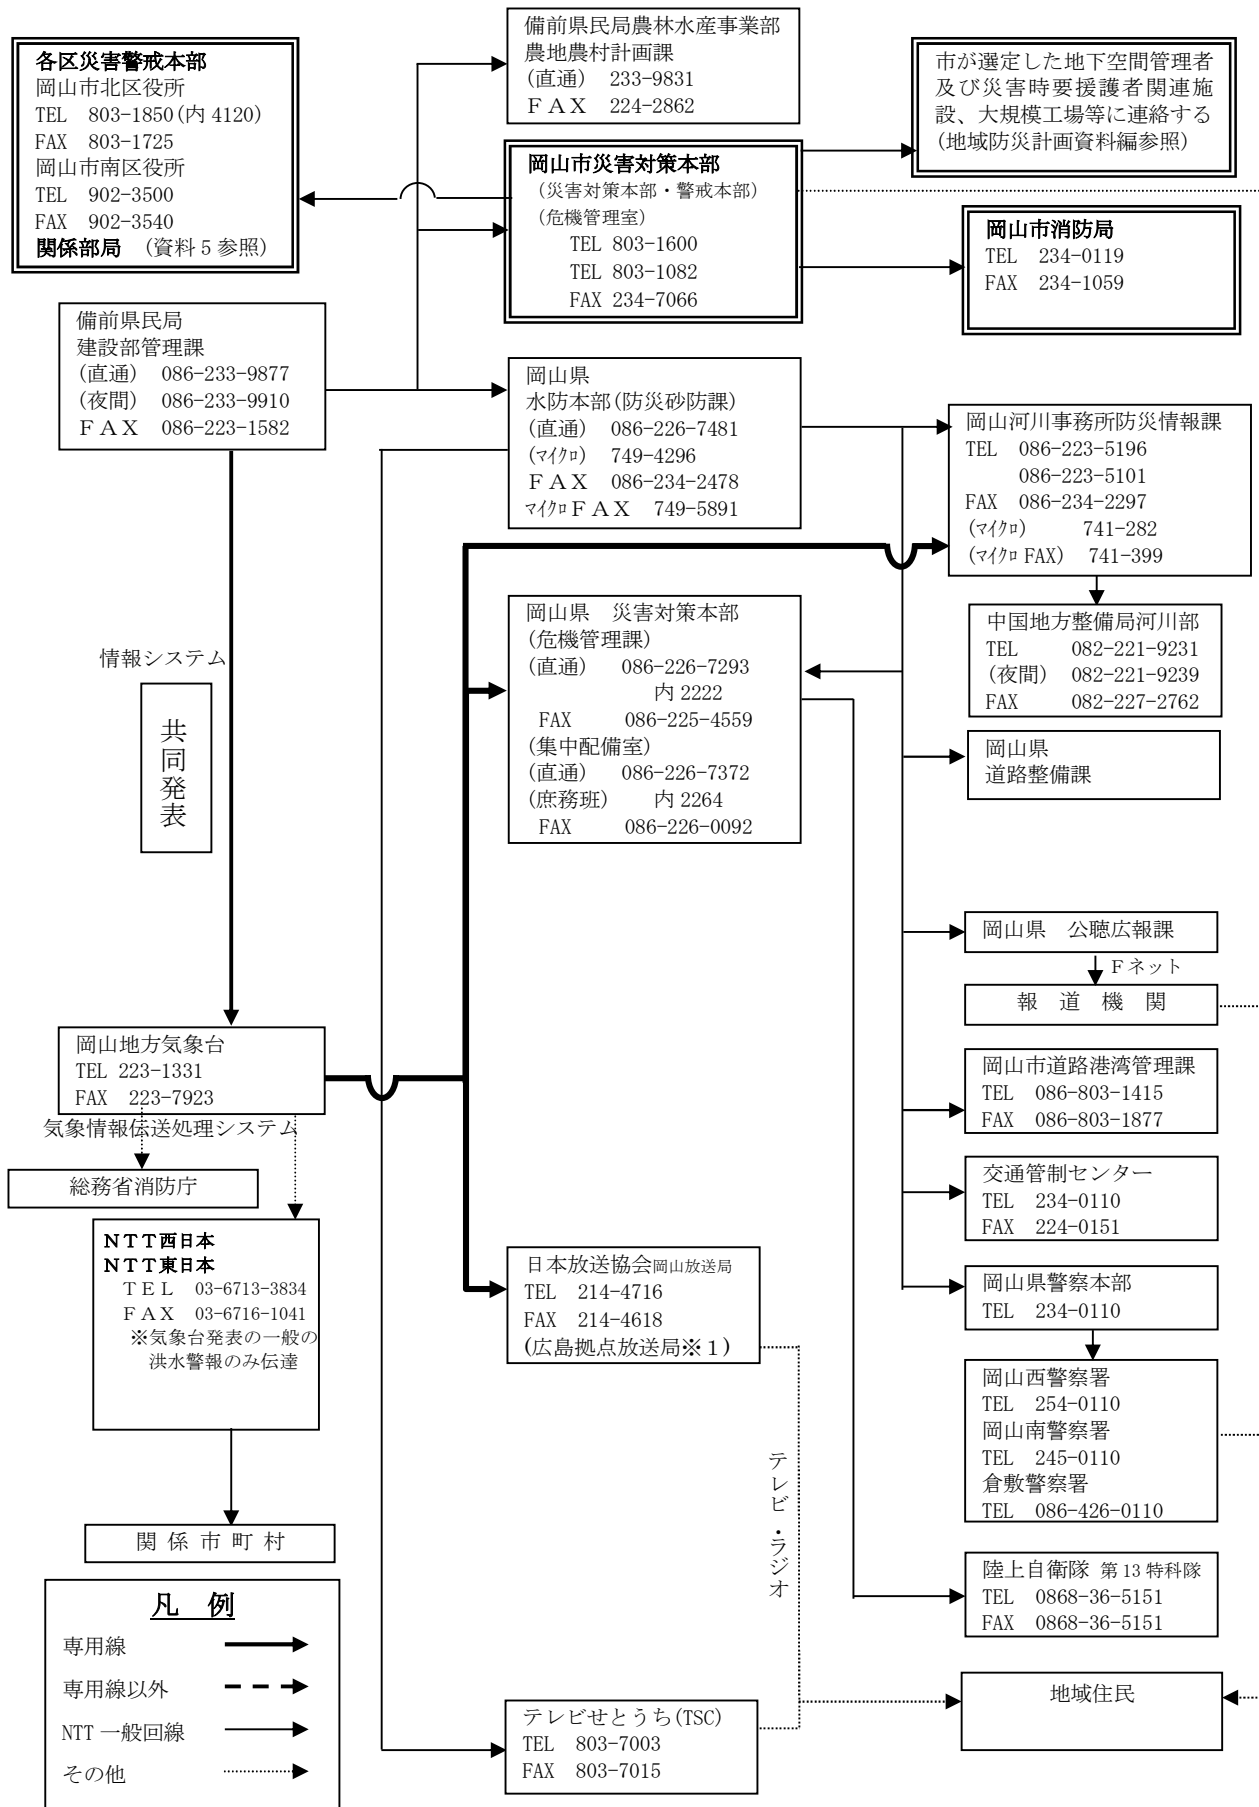 各区災害警戒本部
岡山市北区役所
TEL 803-1850(内 4120)
FAX 803-1725
岡山市南区役所
TEL 902-3500
FAX 902-3540
関係部局 (資料 5 参照)
備前県民局農林水産事業部
農地農村計画課
(直通) 233-9831
ＦＡＸ 224-2862
市が選定した地下空間管理者
及び災害時要援護者関連施
設、大規模工場等に連絡する
(地域防災計画資料編参照)
岡山市災害対策本部
(災害対策本部・警戒本部)
(危機管理室)
TEL 803-1600
TEL 803-1082
FAX 234-7066
岡山市消防局
TEL 234-0119
FAX 234-1059
備前県民局
建設部管理課
(直通) 086-233-9877
(夜間) 086-233-9910
ＦＡＸ 086-223-1582
岡山県
水防本部(防災砂防課)
(直通) 086-226-7481
(ﾏｲｸﾛ) 749-4296
ＦＡＸ 086-234-2478
ﾏｲｸﾛＦＡＸ 749-5891
岡山河川事務所防災情報課
TEL 086-223-5196
086-223-5101
FAX 086-234-2297
(ﾏｲｸﾛ) 741-282
(ﾏｲｸﾛ FAX) 741-399
中国地方整備局河川部
TEL 082-221-9231
(夜間) 082-221-9239
FAX 082-227-2762
岡山県 災害対策本部
(危機管理課)
(直通) 086-226-7293
内 2222
FAX 086-225-4559
(集中配備室)
(直通) 086-226-7372
(庶務班) 内 2264
FAX 086-226-0092
情報システム
共同発表
岡山県
道路整備課
岡山県 公聴広報課
Ｆネット
報 道 機 関
岡山地方気象台
TEL 223-1331
FAX 223-7923
気象情報伝送処理システム
総務省消防庁
ＮＴＴ西日本
ＮＴＴ東日本
ＴＥＬ 03-6713-3834
ＦＡＸ 03-6716-1041
※気象台発表の一般の
洪水警報のみ伝達
関 係 市 町 村
岡山市道路港湾管理課
TEL 086-803-1415
FAX 086-803-1877
交通管制センター
TEL 234-0110
FAX 224-0151
日本放送協会岡山放送局
TEL 214-4716
FAX 214-4618
(広島拠点放送局※１)
岡山県警察本部
TEL 234-0110
岡山西警察署
TEL 254-0110
岡山南警察署
TEL 245-0110
倉敷警察署
TEL 086-426-0110
テレビ・ラジオ
陸上自衛隊 第 13 特科隊
TEL 0868-36-5151
FAX 0868-36-5151
地域住民
テレビせとうち(TSC)
TEL 803-7003
FAX 803-7015
凡 例
専用線
専用線以外
NTT 一般回線
その他